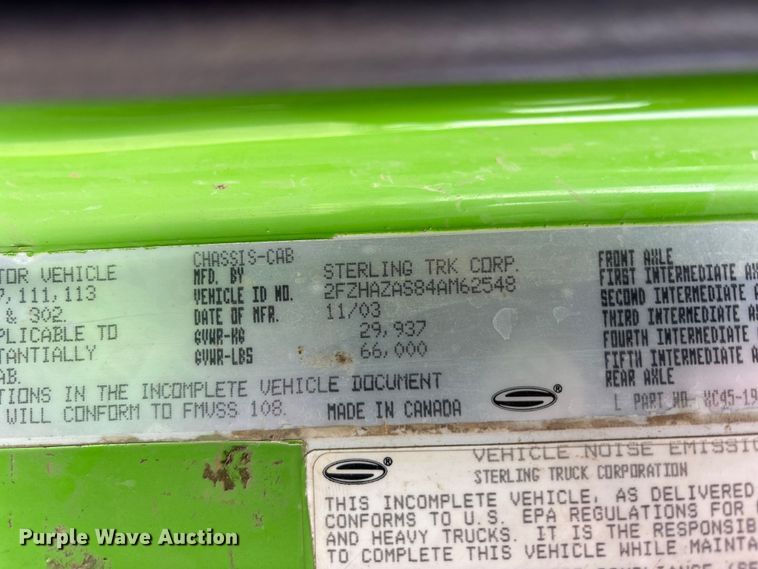 TOR VEHICLE
7, 111, 113
& 302.
PLICABLE TO
TANTIALLY
AB.
TIONS IN THE INCOMPLETE VEHICLE DOCUMENT
WILL CONFORM TO FMVSS 108. MADE IN CANADA
CHASSIS-CAB
MFD. BY STERLING TRK CORP.
VEHICLE ID NO. 2FZHAZAS84AM62548
DATE OF MFR. 11/03
GVWR-KG 29,937
GVWR-LBS 66,000
FRONT AXLE
FIRST INTERMEDIATE A
SECOND INTERMEDIATE
THIRD INTERMEDIATE A
FOURTH INTERMEDIATE
FIFTH INTERMEDIATE A
REAR AXLE
L PART NO. XC45-19
VEHICLE NOISE EMISSIO
STERLING TRUCK CORPORATION
THIS INCOMPLETE VEHICLE, AS DELIVERED
CONFORMS TO U.S. EPA REGULATIONS FOR
AND HEAVY TRUCKS. IT IS THE RESPONSIB
TO COMPLETE THIS VEHICLE WHILE MAINTA
Purple Wave Auction